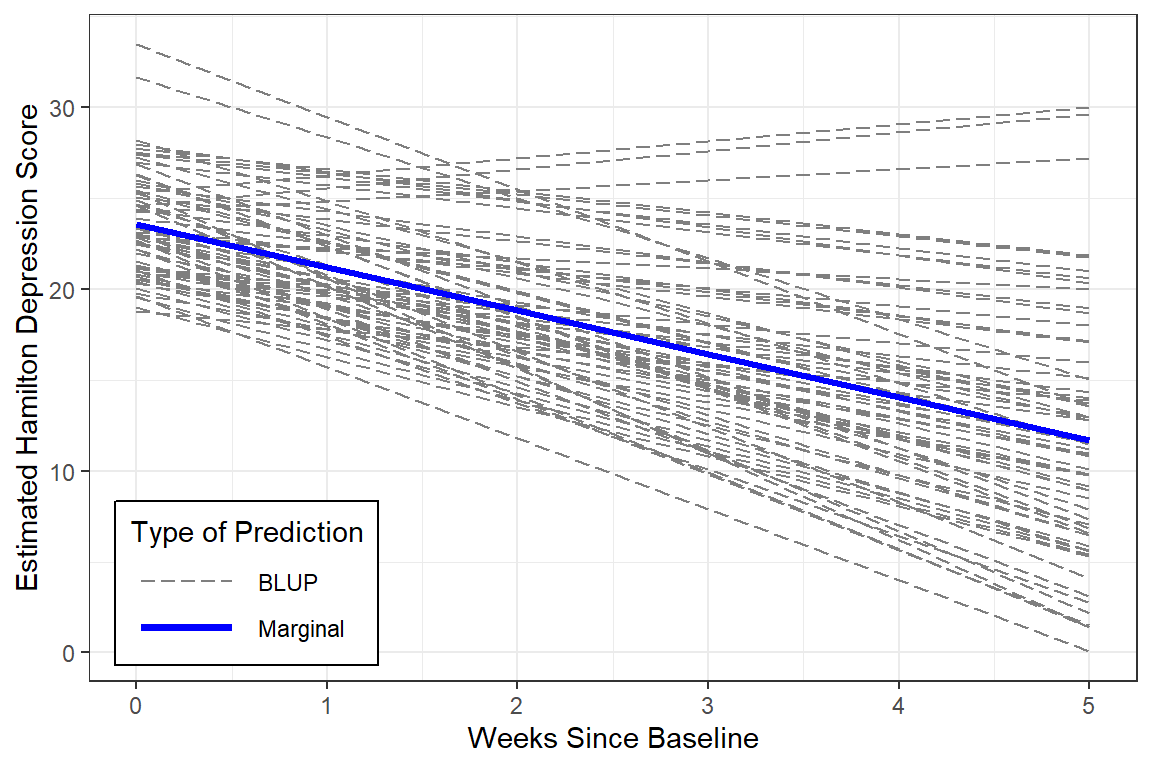 Estimated Hamilton Depression Score
30
20
10
0
Type of Prediction
BLUP
Marginal
0 1 2 3 4 5
Weeks Since Baseline